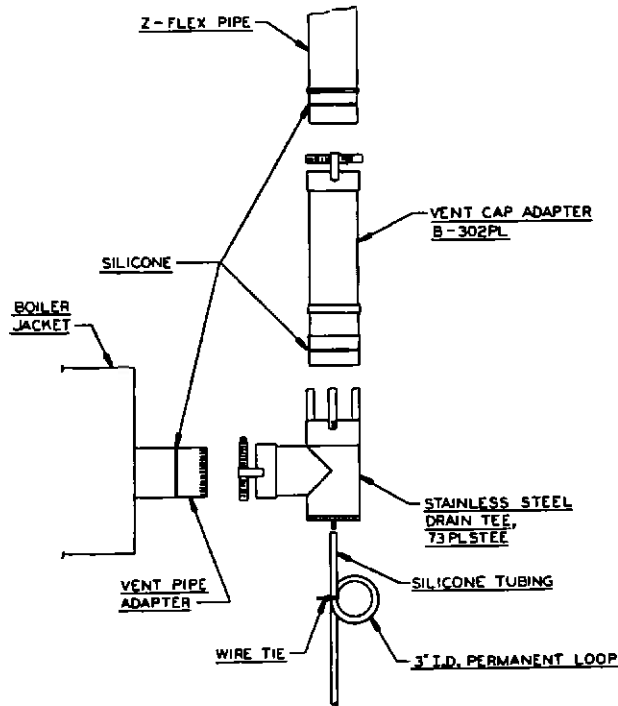 Z-FLEX PIPE
VENT CAP ADAPTER
B-302PL
SILICONE
BOILER
JACKET
STAINLESS STEEL
DRAIN TEE,
73PLSTEE
VENT PIPE
ADAPTER
SILICONE TUBING
WIRE TIE
3" I.D. PERMANENT LOOP